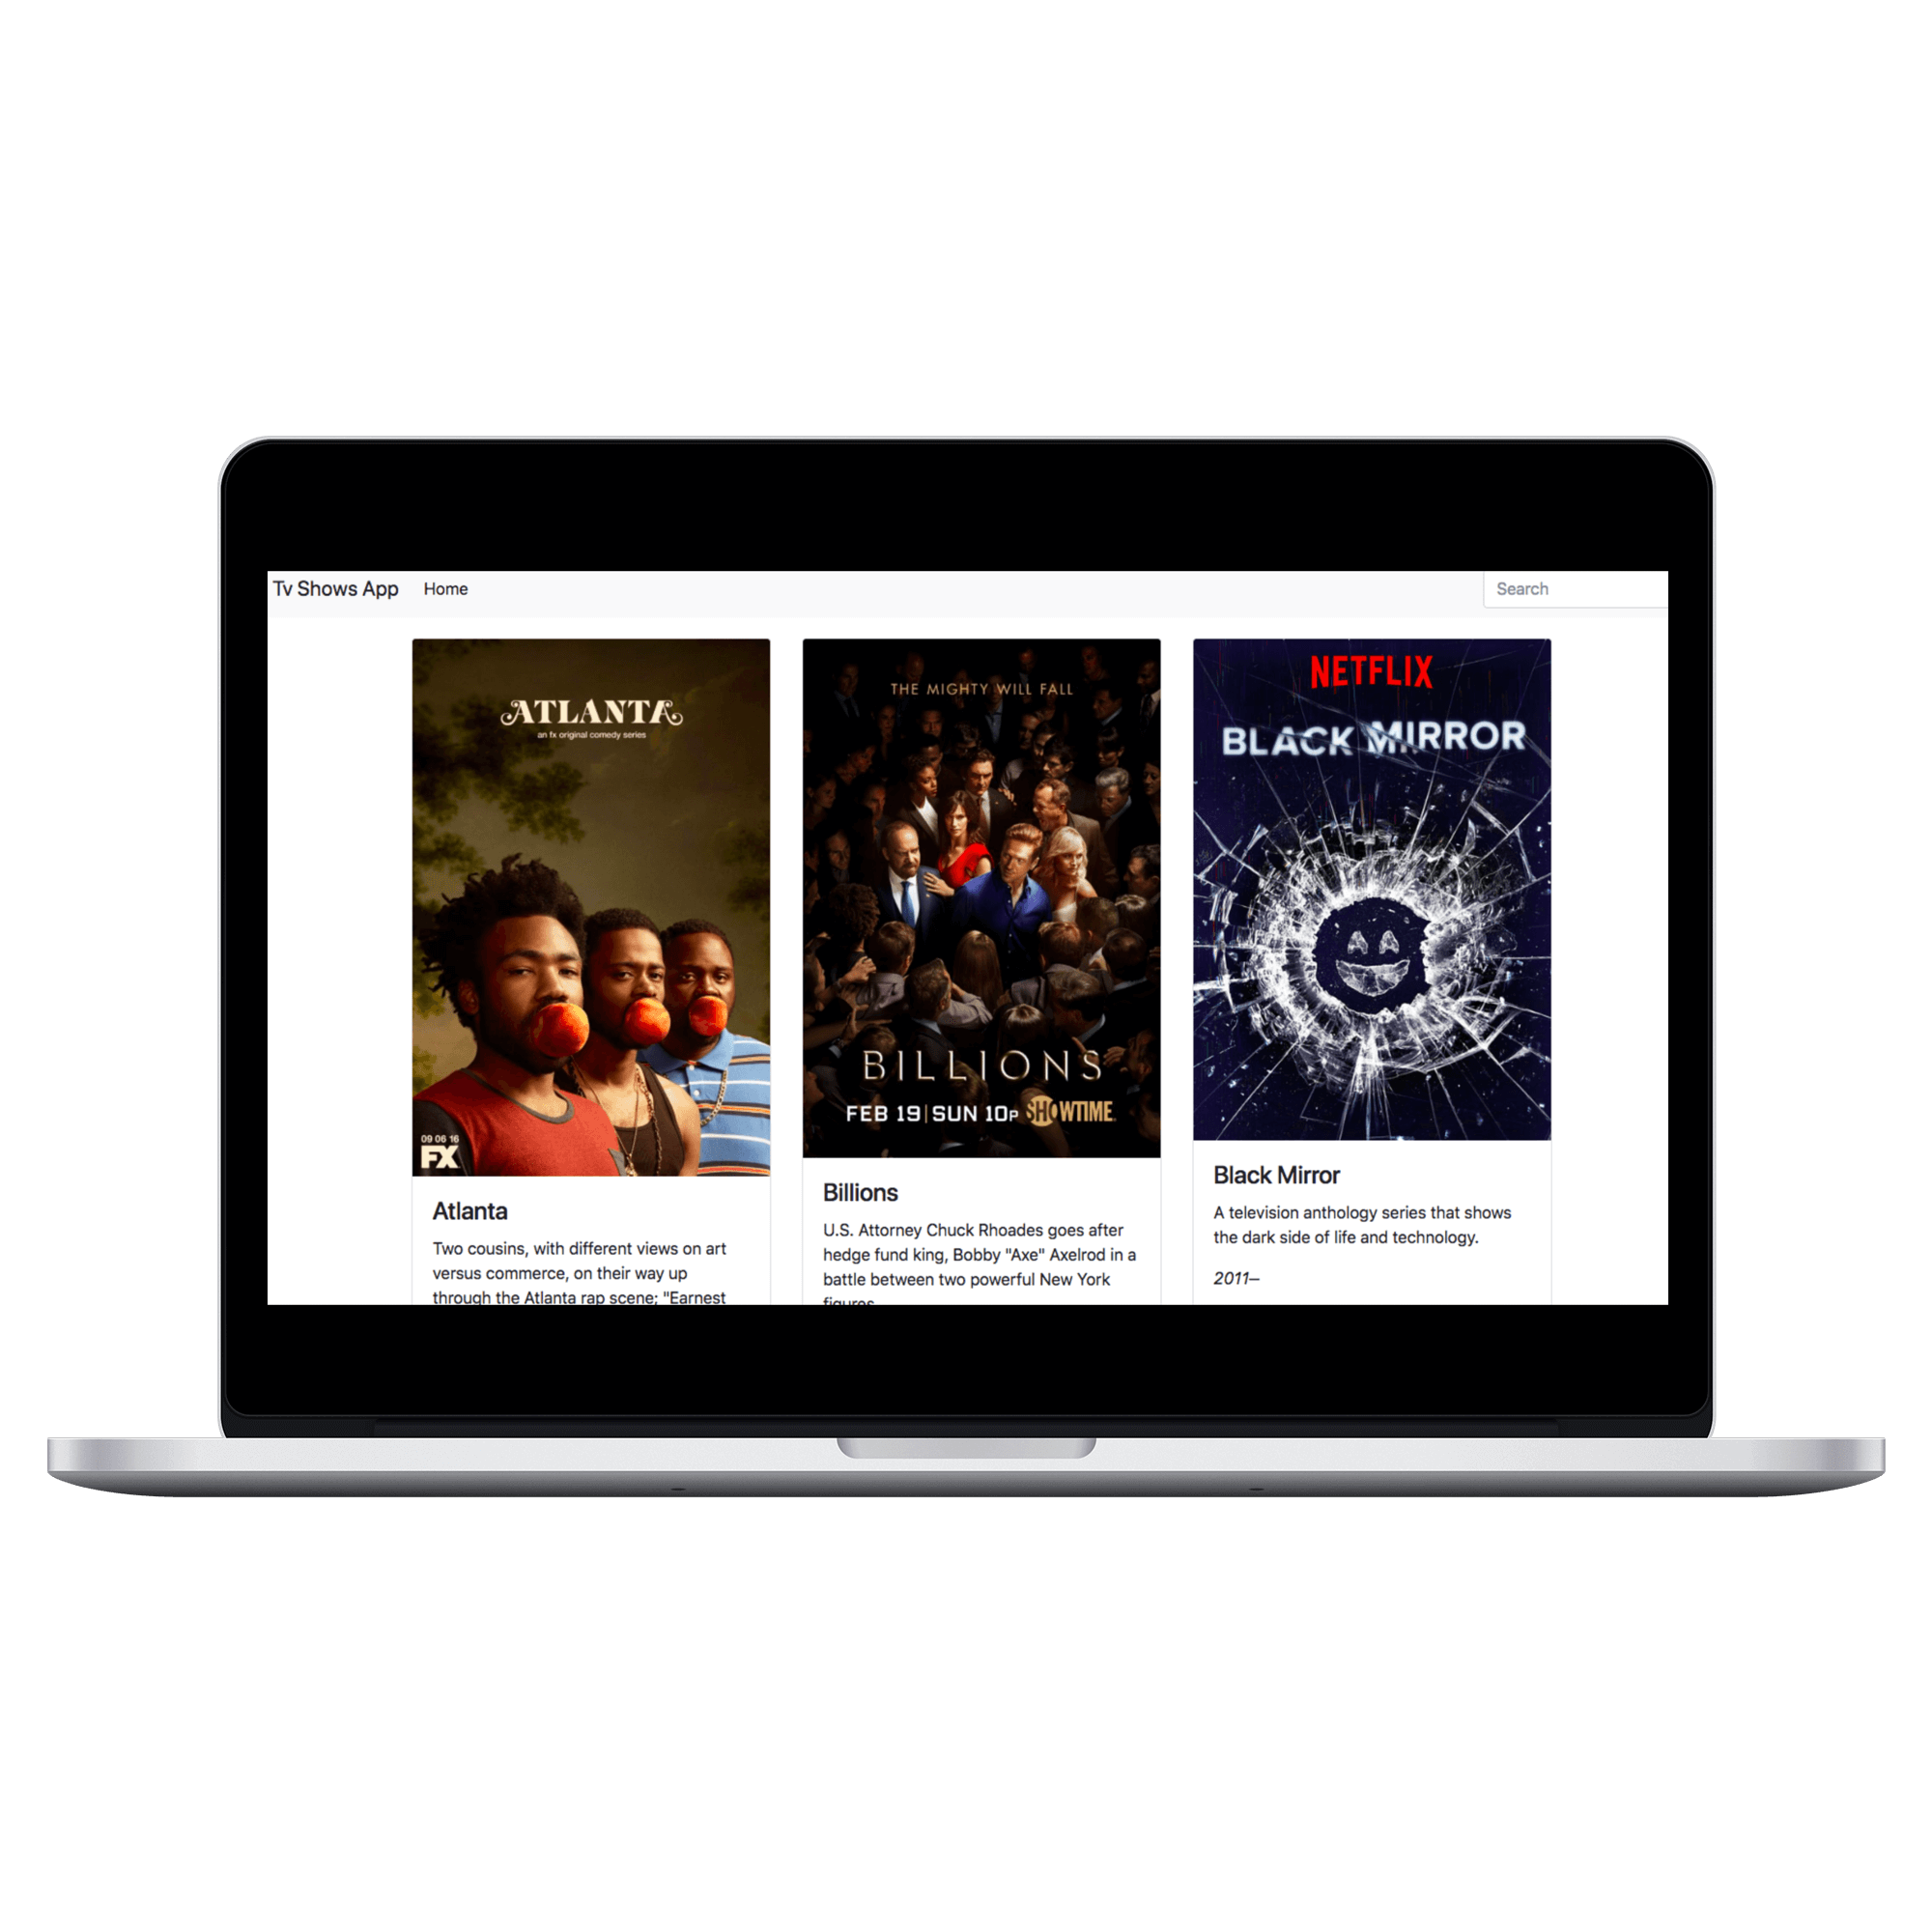 Tv Shows App Home Search
ATLANTA
an fx original comedy series
09 06 16
FX
Atlanta
Two cousins, with different views on art
versus commerce, on their way up
through the Atlanta rap scene; "Earnest
THE MIGHTY WILL FALL
BILLIONS
FEB 19|SUN 10P SHOWTIME
Billions
U.S. Attorney Chuck Rhoades goes after
hedge fund king, Bobby "Axe" Axelrod in a
battle between two powerful New York
figures.
NETFLIX
BLACK MIRROR
Black Mirror
A television anthology series that shows
the dark side of life and technology.
2011–